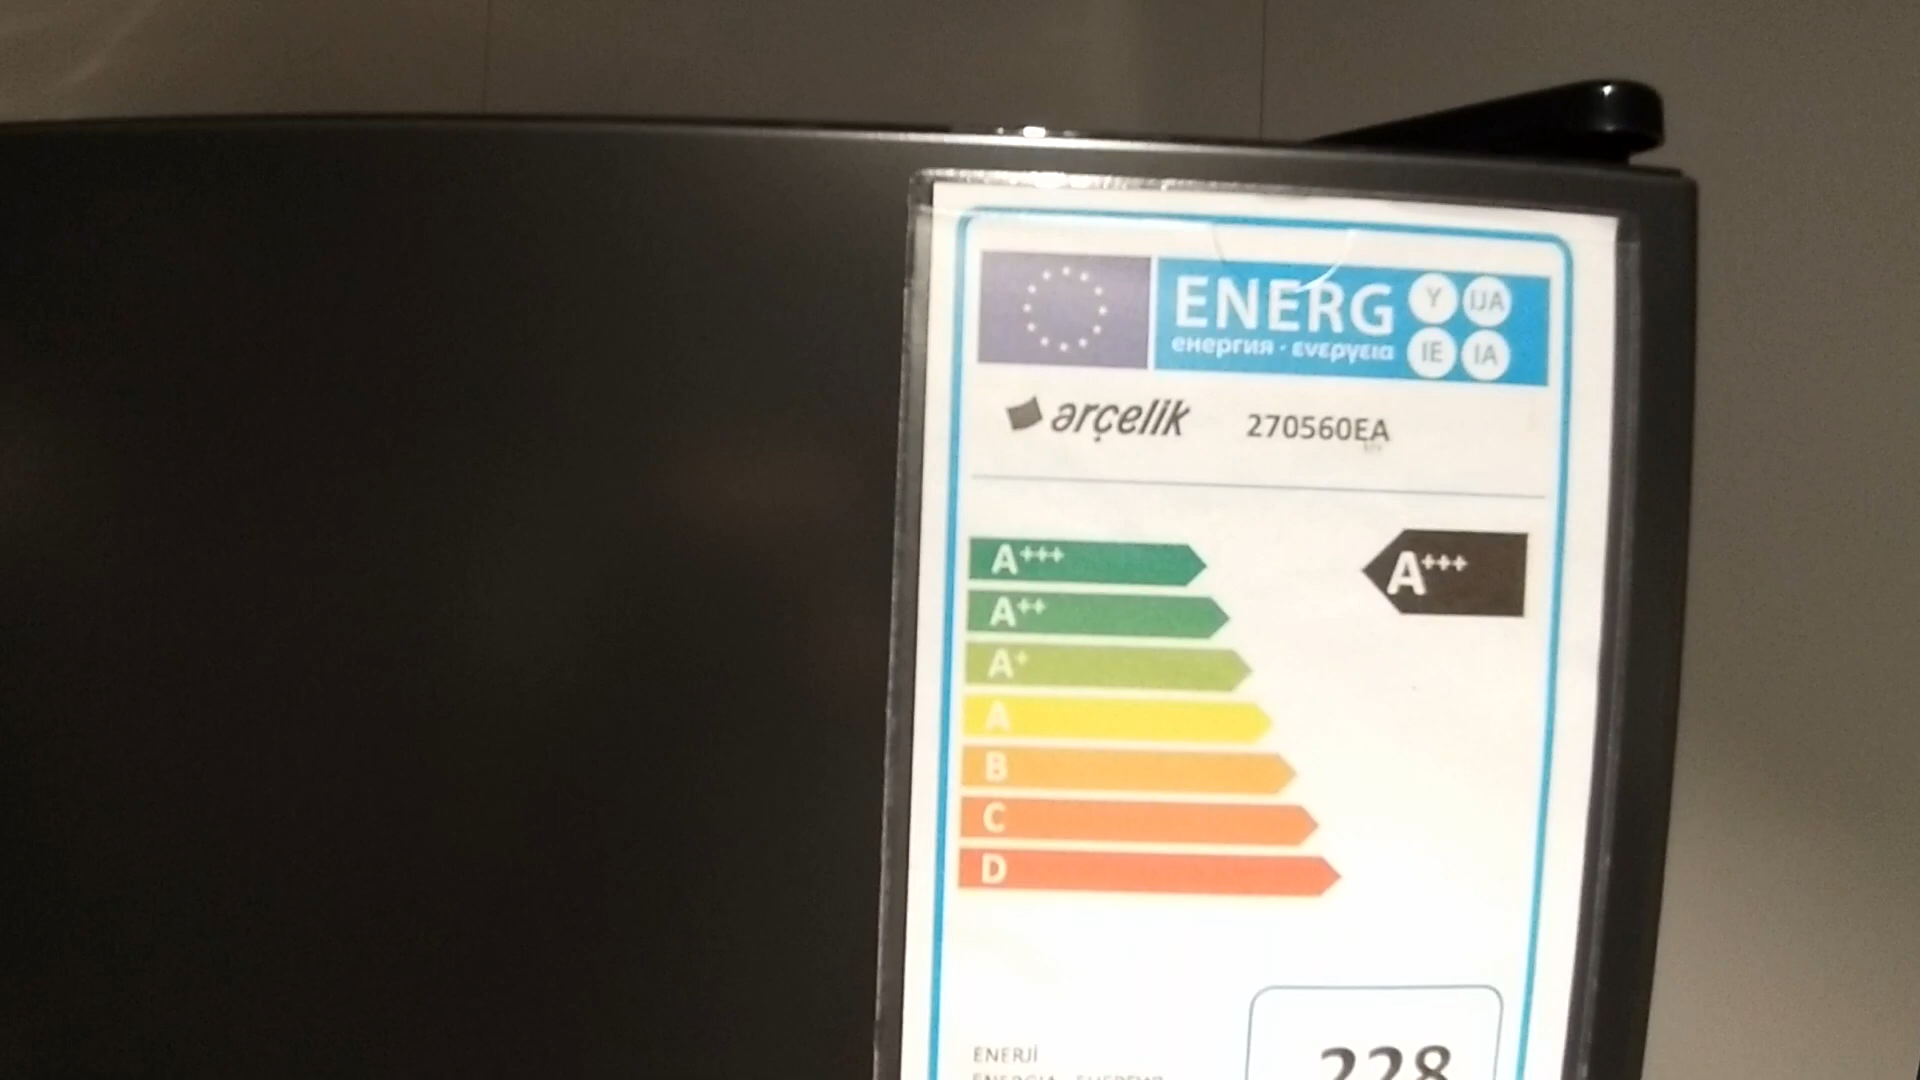 ENERG Y IJA
енергия · ενεργεια IE IA
arçelik 270560EA
A+++ A+++
A++
A+
A
B
C
D
228
ENERJİ